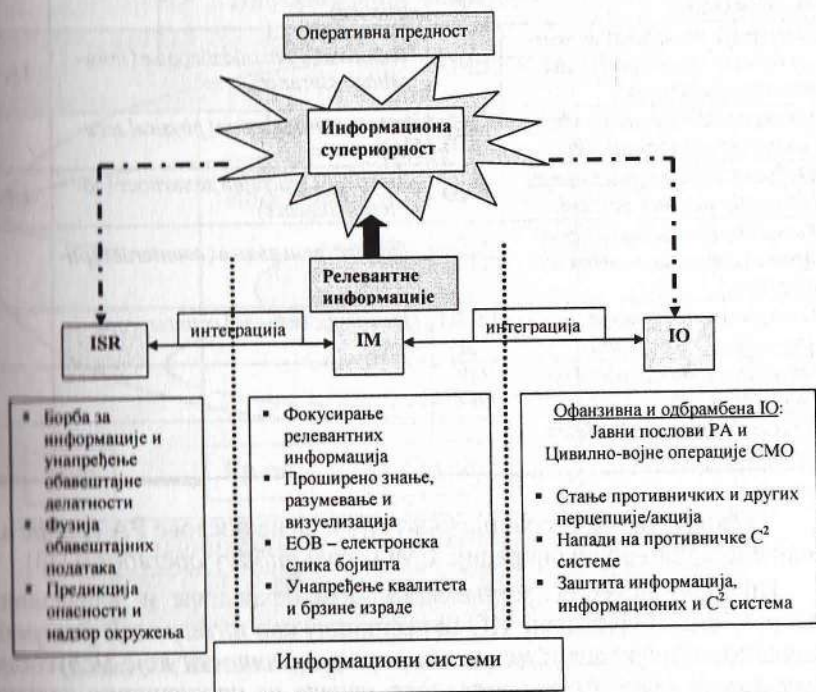 Оперативна предност
Информациона
супериорност
Релевантне
информације
ISR
интеграција
IM
интеграција
IO
Борба за
информације и
унапређење
обавештајне
делатности
Фузија
обавештајних
података
Предикција
опасности и
надзор окружења
Фокусирање
релевантних
информација
Проширено знање,
разумевање и
визуелизација
ЕОВ – електронска
слика бојишта
Унапређење квалитета
и брзине израде
Офанзивна и одбрамбена IO:
Јавни послови PA и
Цивилно-војне операције CMO
Стање противничких и других
перцепције/акција
Напади на противничке C²
системе
Заштита информација,
информационих и C² система
Информациони системи